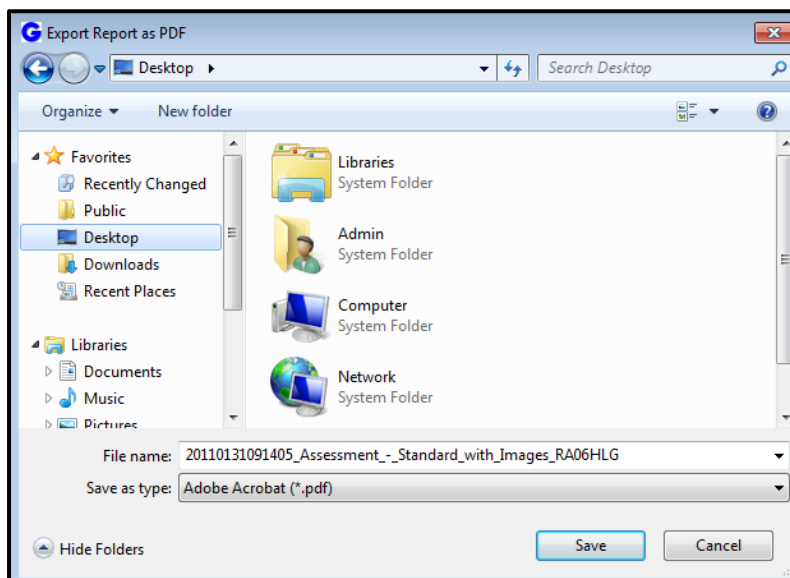 G Export Report as PDF
Desktop
Search Desktop
Organize
New folder
Favorites
Recently Changed
Public
Desktop
Downloads
Recent Places
Libraries
Documents
Music
Pictures
Libraries
System Folder
Admin
System Folder
Computer
System Folder
Network
System Folder
File name: 20110131091405_Assessment_-_Standard_with_Images_RA06HLG
Save as type: Adobe Acrobat (*.pdf)
Hide Folders
Save
Cancel